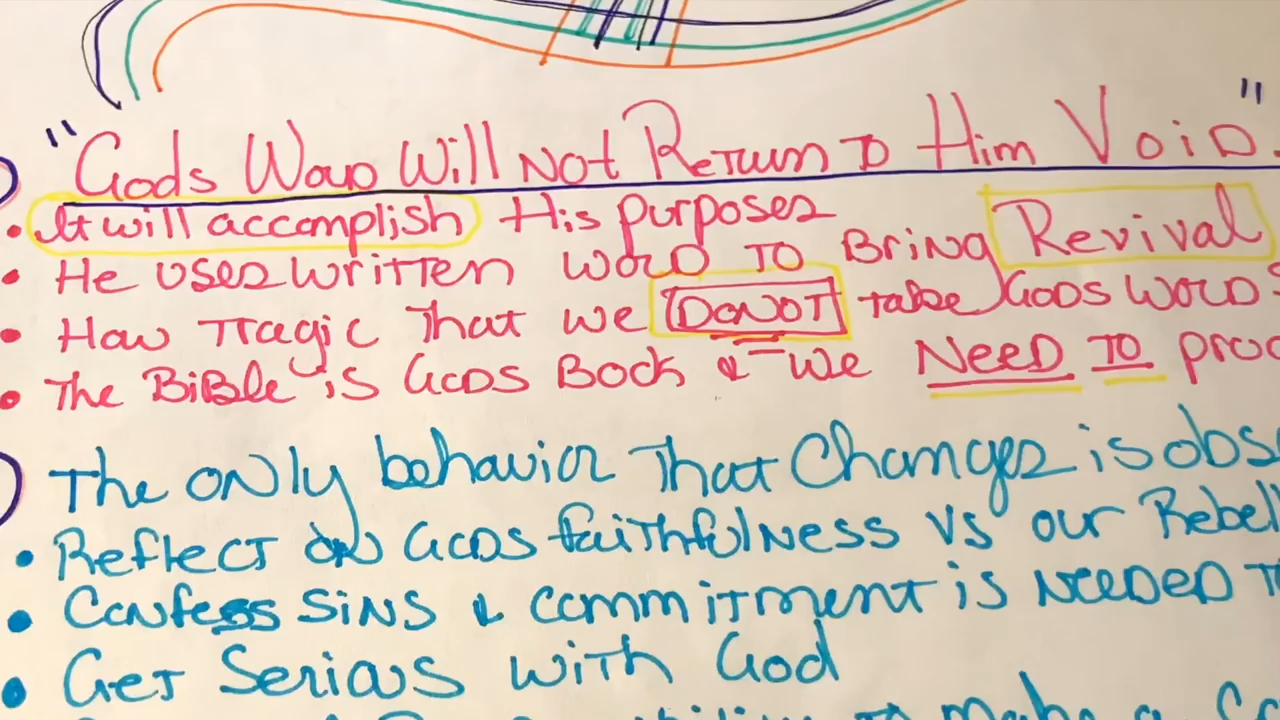 "Gods Word Will Not Return to Him Void."
• It will accomplish His purposes
• He uses written word to Bring Revival
• How Tragic That we DO NOT take Gods word
• The Bible is Gods Book & we NEED TO
The only behavior That Changes is
• Reflect on Gods faithfulness vs our
• Confess sins & commitment is needed
• Get Serious with God
to make a